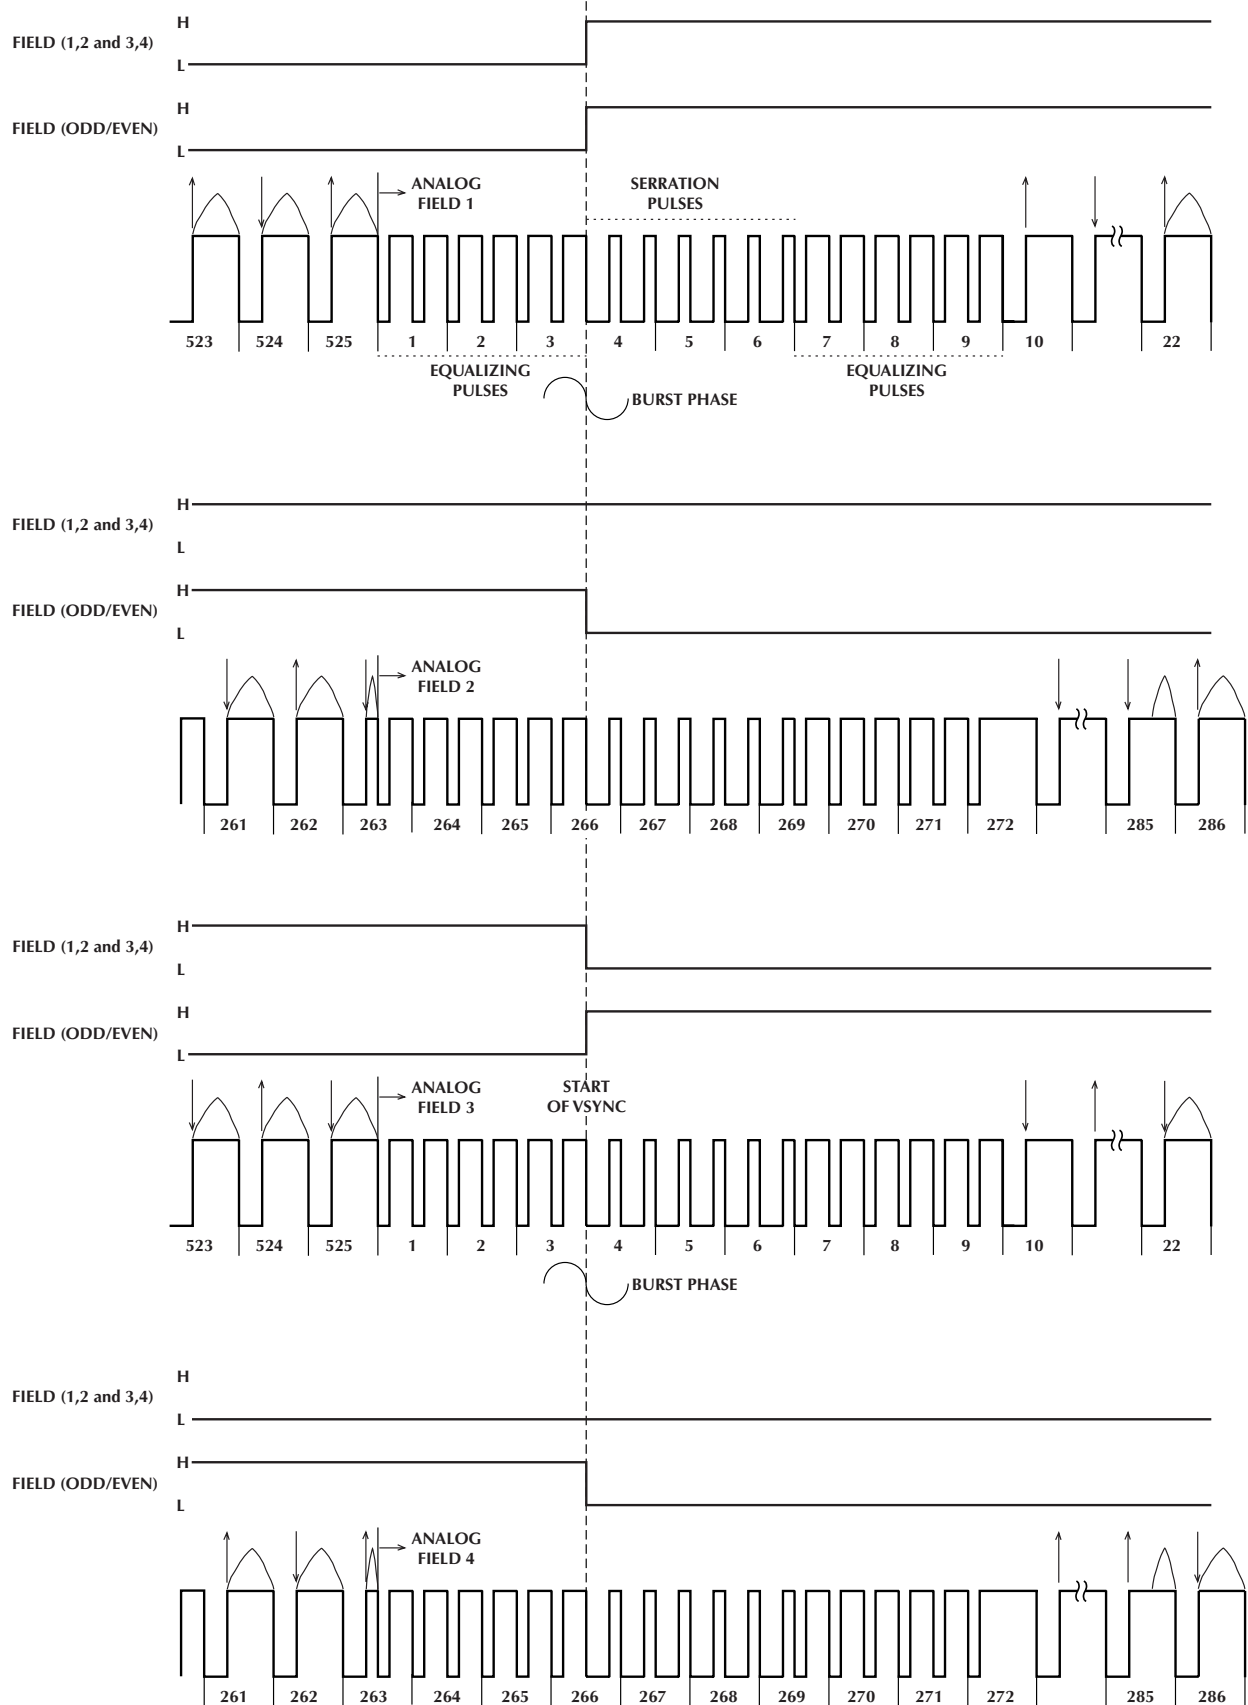 H
FIELD (1,2 and 3,4)
L
H
FIELD (ODD/EVEN)
L
ANALOG
FIELD 1
SERRATION
PULSES
523 524 525 1 2 3 4 5 6 7 8 9 10 22
EQUALIZING
PULSES
EQUALIZING
PULSES
BURST PHASE
H
FIELD (1,2 and 3,4)
L
H
FIELD (ODD/EVEN)
L
ANALOG
FIELD 2
261 262 263 264 265 266 267 268 269 270 271 272 285 286
H
FIELD (1,2 and 3,4)
L
H
FIELD (ODD/EVEN)
L
ANALOG
FIELD 3
START
OF VSYNC
523 524 525 1 2 3 4 5 6 7 8 9 10 22
BURST PHASE
H
FIELD (1,2 and 3,4)
L
H
FIELD (ODD/EVEN)
L
ANALOG
FIELD 4
261 262 263 264 265 266 267 268 269 270 271 272 285 286